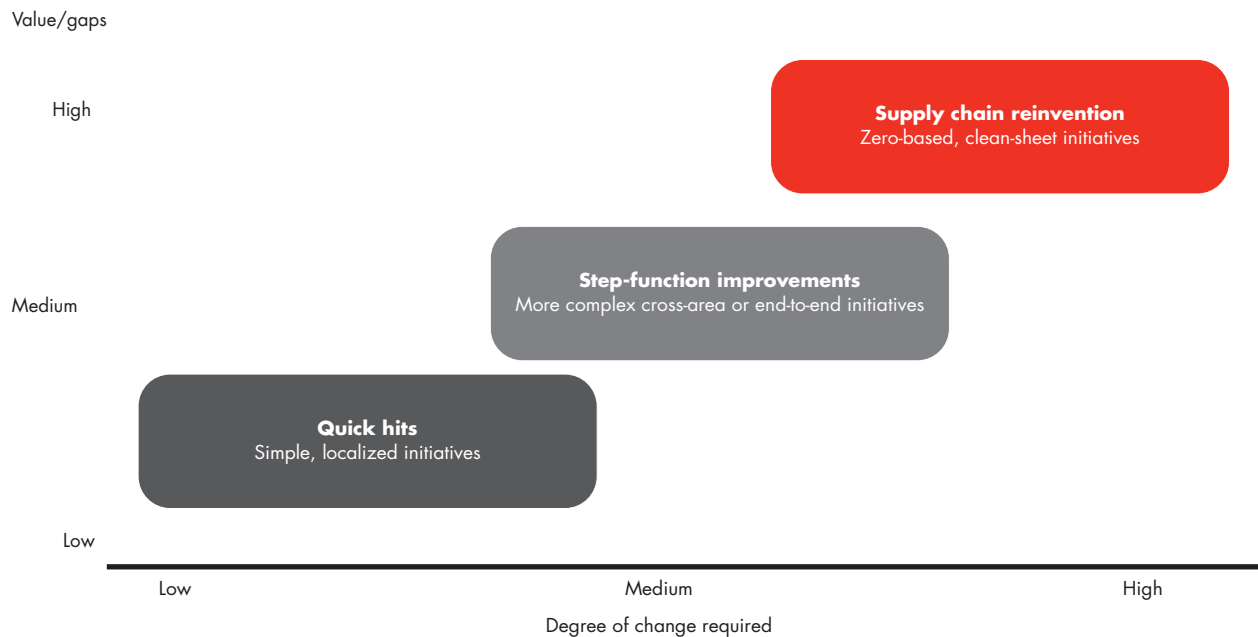 Value/gaps
High
Supply chain reinvention
Zero-based, clean-sheet initiatives
Step-function improvements
More complex cross-area or end-to-end initiatives
Medium
Quick hits
Simple, localized initiatives
Low
Low
Medium
High
Degree of change required